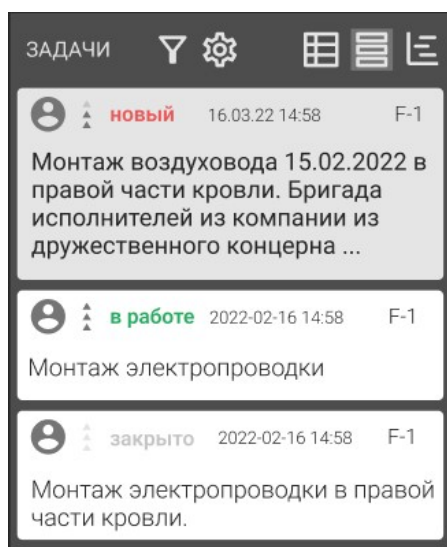 ЗАДАЧИ
новый 16.03.22 14:58 F-1
Монтаж воздуховода 15.02.2022 в
правой части кровли. Бригада
исполнителей из компании из
дружественного концерна ...
в работе 2022-02-16 14:58 F-1
Монтаж электропроводки
закрыто 2022-02-16 14:58 F-1
Монтаж электропроводки в правой
части кровли.